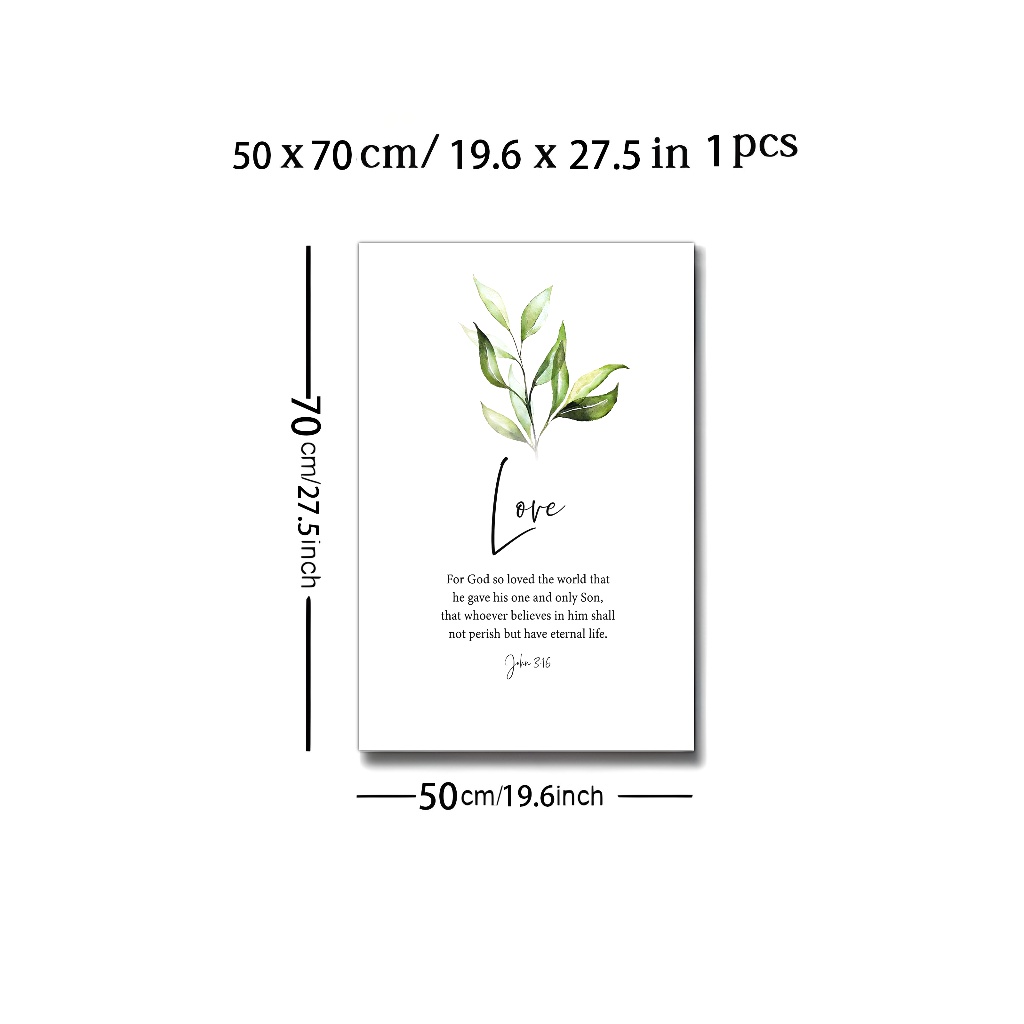 50 x 70 cm/ 19.6 x 27.5 in 1 pcs
70 cm/27.5inch
Love
For God so loved the world that
he gave his one and only Son,
that whoever believes in him shall
not perish but have eternal life.
John 3:16
50cm/19.6inch